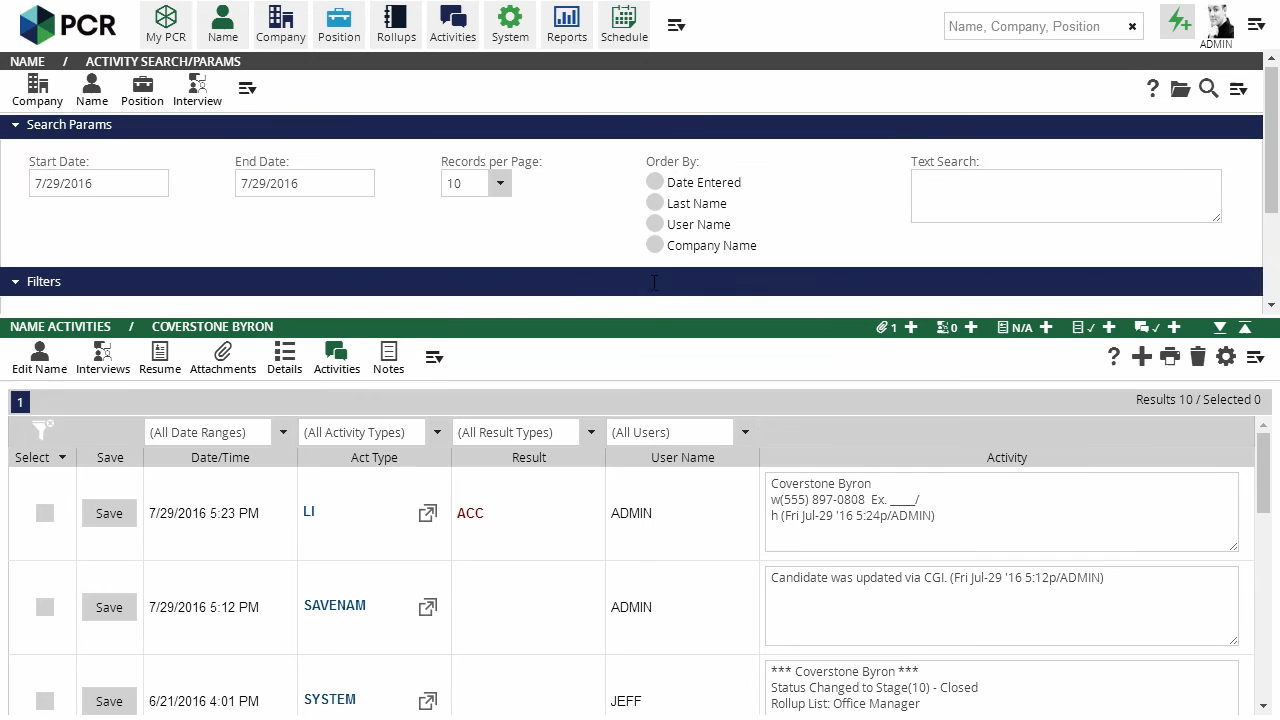 PCR
My PCR Name Company Position Rollups Activities System Reports Schedule
Name, Company, Position
ADMIN
NAME / ACTIVITY SEARCH/PARAMS
Company Name Position Interview
Search Params
Start Date: End Date: Records per Page: Order By: Text Search:
7/29/2016 7/29/2016 10
Date Entered
Last Name
User Name
Company Name
Filters
NAME ACTIVITIES / COVERSTONE BYRON 1 0 N/A
Edit Name Interviews Resume Attachments Details Activities Notes
1 Results 10 / Selected 0
(All Date Ranges) (All Activity Types) (All Result Types) (All Users)
Select Save Date/Time Act Type Result User Name Activity
Save 7/29/2016 5:23 PM LI ACC ADMIN
Coverstone Byron
w(555) 897-0808 Ex. ____/
h (Fri Jul-29 '16 5:24p/ADMIN)
Save 7/29/2016 5:12 PM SAVENAM ADMIN
Candidate was updated via CGI. (Fri Jul-29 '16 5:12p/ADMIN)
Save 6/21/2016 4:01 PM SYSTEM JEFF
*** Coverstone Byron ***
Status Changed to Stage(10) - Closed
Rollup List: Office Manager